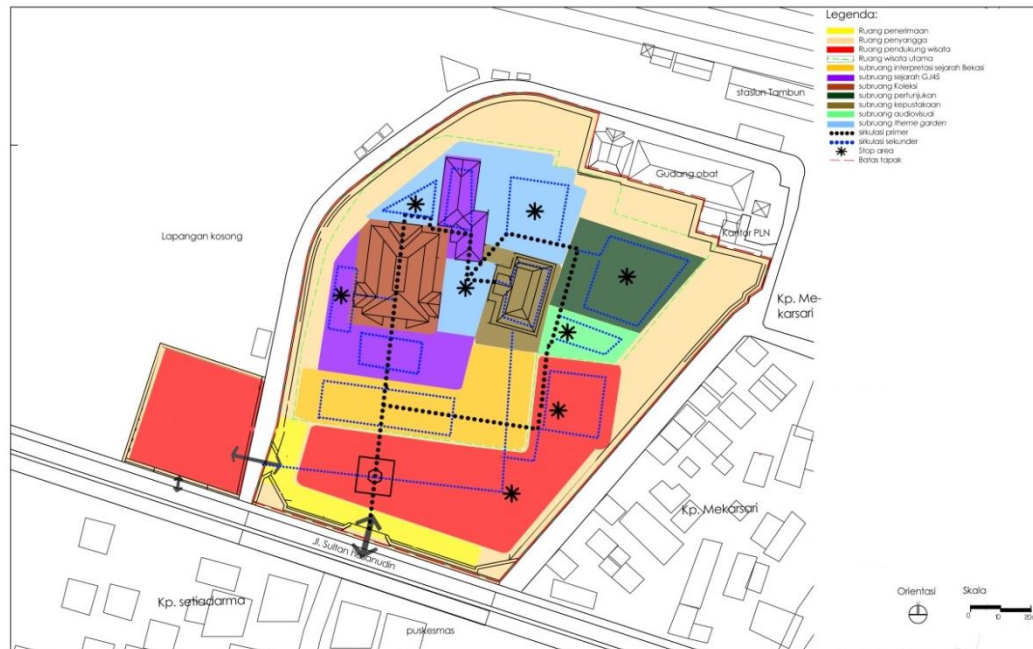 Legenda:
Ruang penerimaan
Ruang penyangga
Ruang pendukung wisata
Ruang wisata utama
subruang interpretasi sejarah Bekasi
subruang sejarah GJ45
subruang Koleksi
subruang pertunjukan
subruang kepustakaan
subruang audiovisual
subruang theme garden
sirkulasi primer
sirkulasi sekunder
Stop area
Batas tapak
stasiun Tambun
Gudang obat
Kantor PLN
Lapangan kosong
Kp. Me-
karsari
Kp. Mekarsari
Jl. Sultan Hasanudin
Kp. setiadarma
puskesmas
Orientasi
Skala
0 10